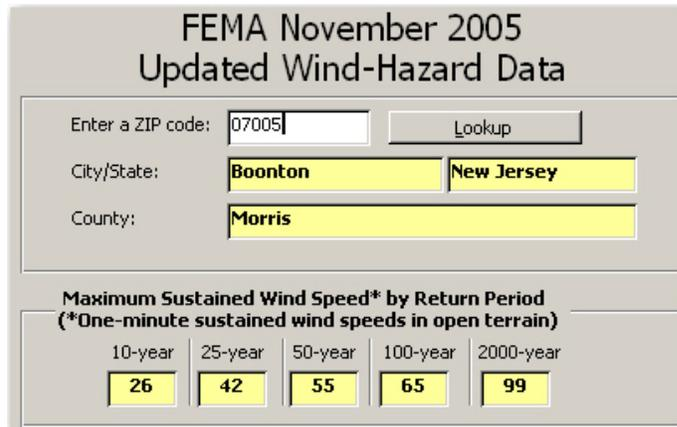 FEMA November 2005
Updated Wind-Hazard Data
Enter a ZIP code: 07005 Lookup
City/State: Boonton New Jersey
County: Morris
Maximum Sustained Wind Speed* by Return Period
(*One-minute sustained wind speeds in open terrain)
10-year 25-year 50-year 100-year 2000-year
26 42 55 65 99